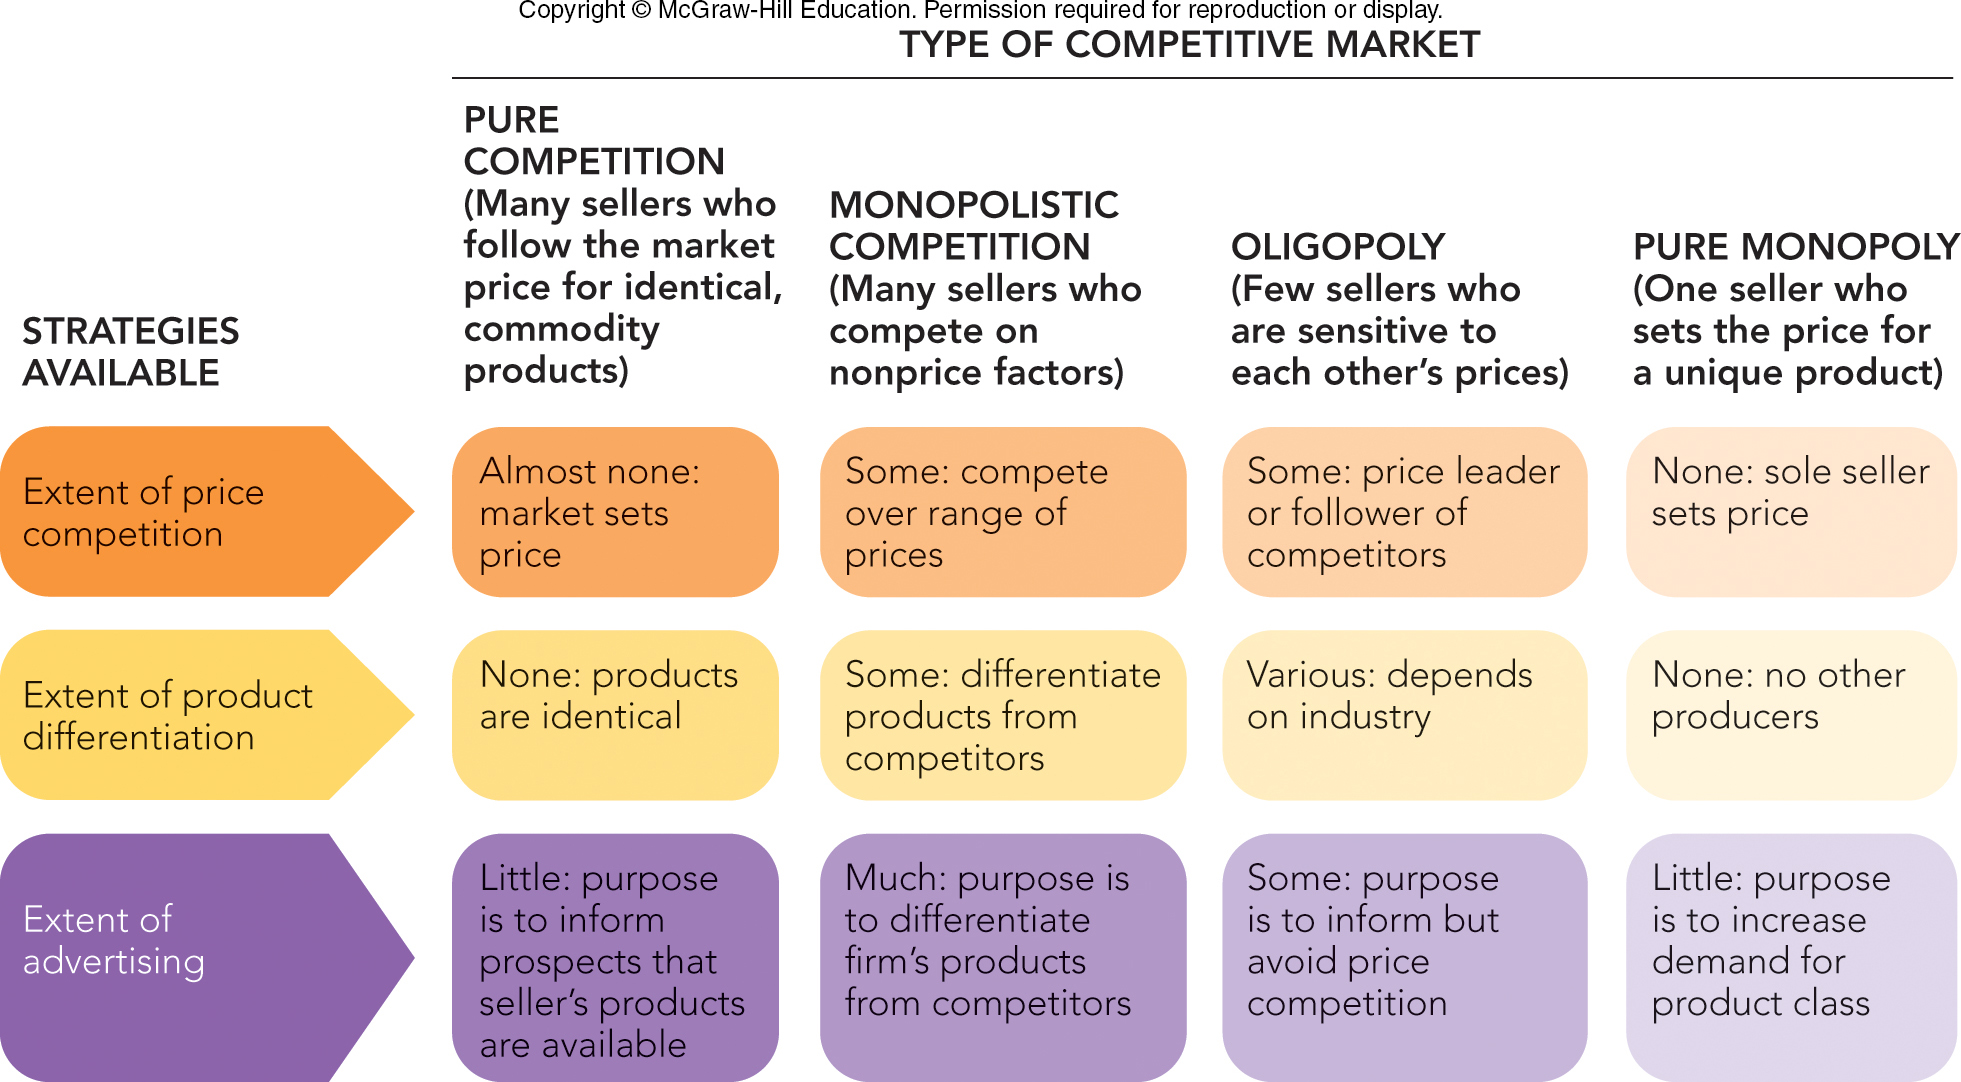 Copyright © McGraw-Hill Education. Permission required for reproduction or display.
TYPE OF COMPETITIVE MARKET
STRATEGIES
AVAILABLE
PURE
COMPETITION
(Many sellers who
follow the market
price for identical,
commodity
products)
MONOPOLISTIC
COMPETITION
(Many sellers who
compete on
nonprice factors)
OLIGOPOLY
(Few sellers who
are sensitive to
each other’s prices)
PURE MONOPOLY
(One seller who
sets the price for
a unique product)
Extent of price
competition
Almost none:
market sets
price
Some: compete
over range of
prices
Some: price leader
or follower of
competitors
None: sole seller
sets price
Extent of product
differentiation
None: products
are identical
Some: differentiate
products from
competitors
Various: depends
on industry
None: no other
producers
Extent of
advertising
Little: purpose
is to inform
prospects that
seller’s products
are available
Much: purpose is
to differentiate
firm’s products
from competitors
Some: purpose
is to inform but
avoid price
competition
Little: purpose
is to increase
demand for
product class